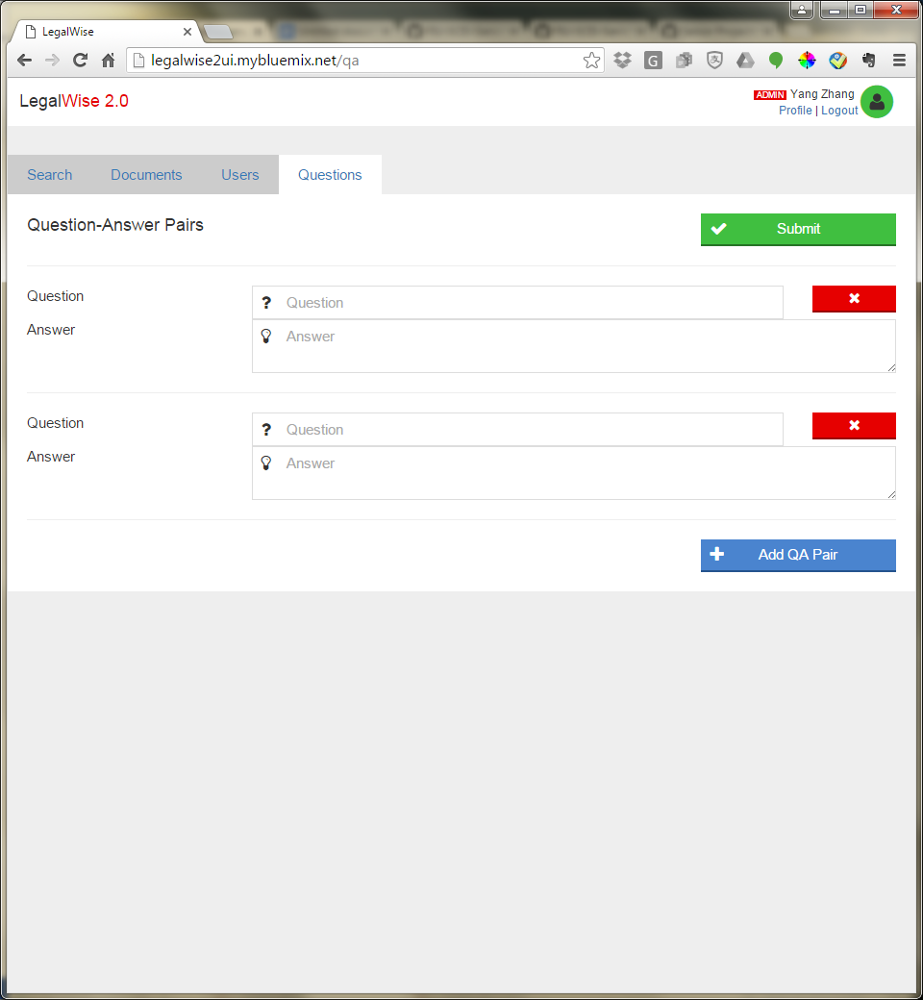 LegalWise
legalwise2ui.mybluemix.net/qa
LegalWise 2.0
ADMIN Yang Zhang
Profile | Logout
Search Documents Users Questions
Question-Answer Pairs
Submit
Question
? Question
Answer
Answer
Question
? Question
Answer
Answer
Add QA Pair